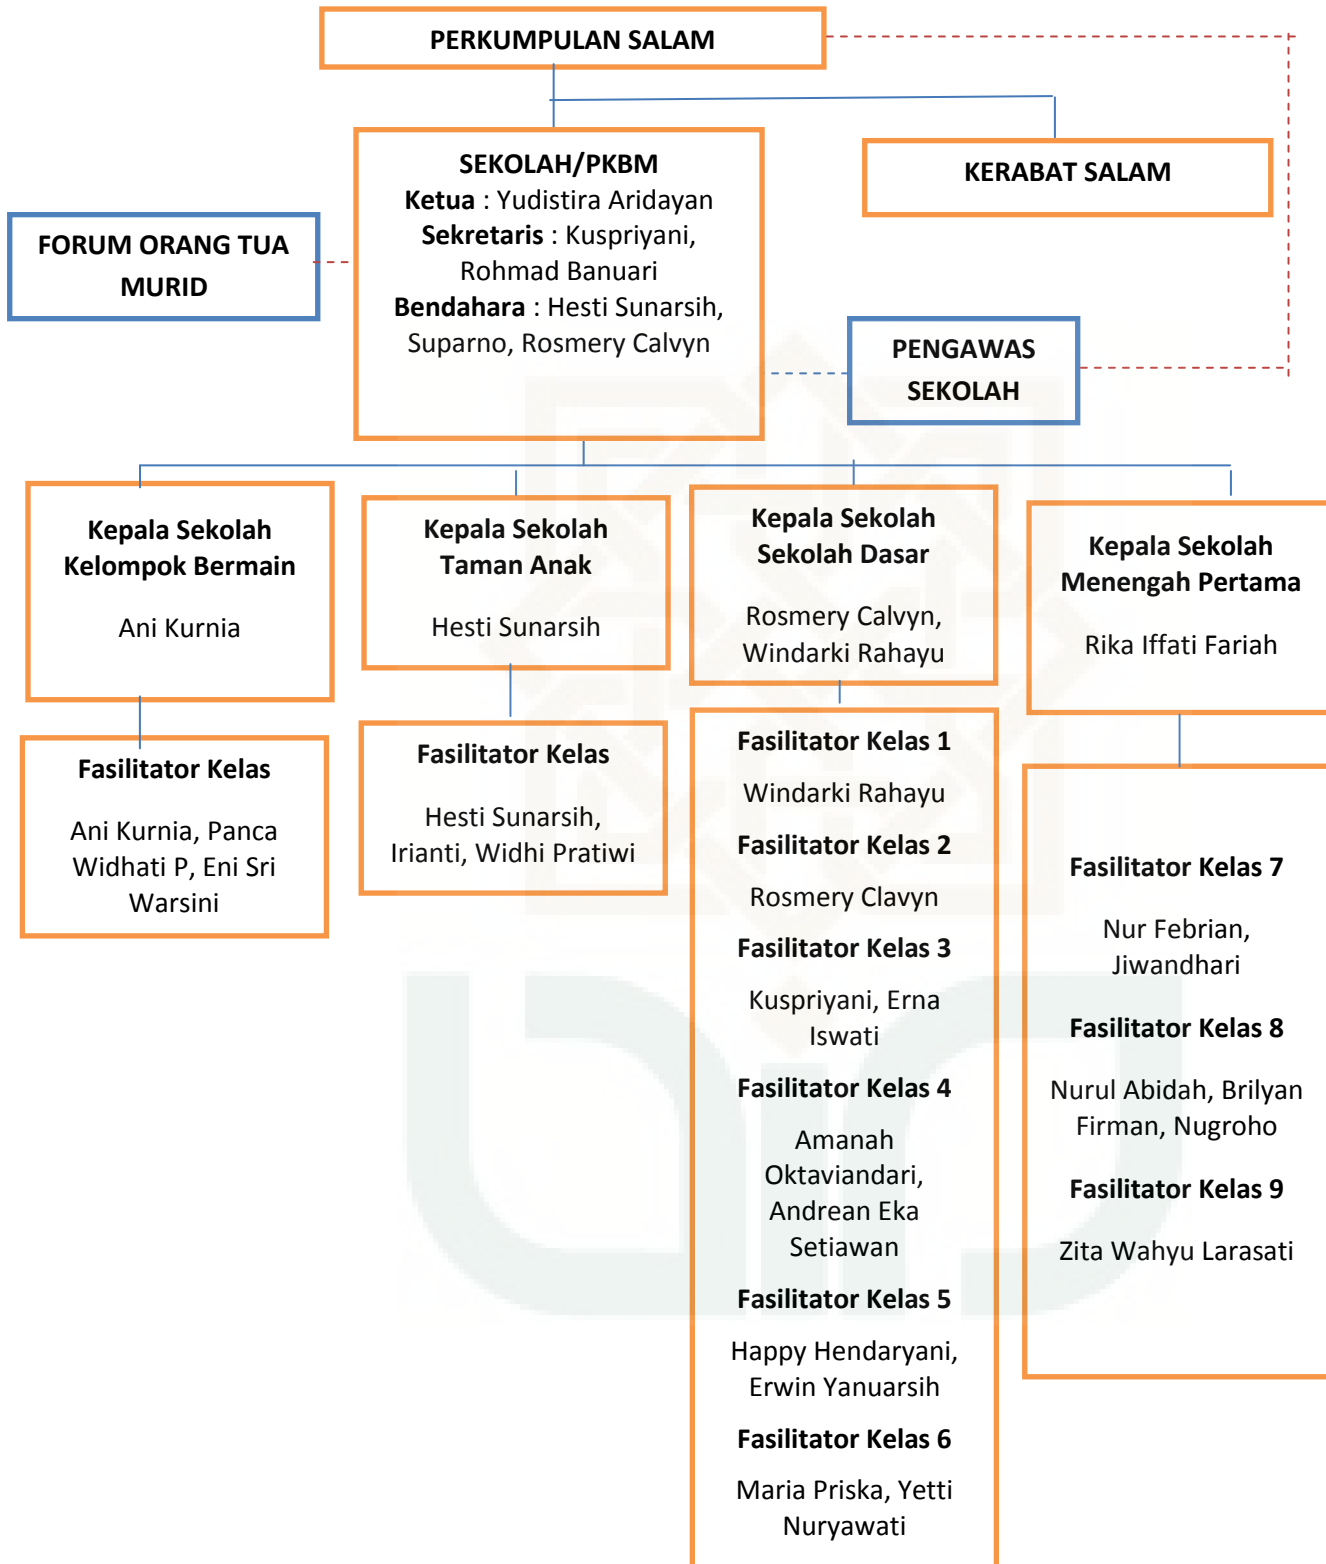 PERKUMPULAN SALAM
SEKOLAH/PKBM
Ketua : Yudistira Aridayan
Sekretaris : Kuspriyani,
Rohmad Banuari
Bendahara : Hesti Sunarsih,
Suparno, Rosmery Calvyn
KERABAT SALAM
FORUM ORANG TUA
MURID
PENGAWAS
SEKOLAH
Kepala Sekolah
Kelompok Bermain
Ani Kurnia
Kepala Sekolah
Taman Anak
Hesti Sunarsih
Kepala Sekolah
Sekolah Dasar
Rosmery Calvyn,
Windarki Rahayu
Kepala Sekolah
Menengah Pertama
Rika Iffati Fariah
Fasilitator Kelas
Ani Kurnia, Panca
Widhati P, Eni Sri
Warsini
Fasilitator Kelas
Hesti Sunarsih,
Irianti, Widhi Pratiwi
Fasilitator Kelas 1
Windarki Rahayu
Fasilitator Kelas 2
Rosmery Clavyn
Fasilitator Kelas 3
Kuspriyani, Erna
Iswati
Fasilitator Kelas 4
Amanah
Oktaviandari,
Andrean Eka
Setiawan
Fasilitator Kelas 5
Happy Hendaryani,
Erwin Yanuarsih
Fasilitator Kelas 6
Maria Priska, Yetti
Nuryawati
Fasilitator Kelas 7
Nur Febrian,
Jiwandhari
Fasilitator Kelas 8
Nurul Abidah, Brilyan
Firman, Nugroho
Fasilitator Kelas 9
Zita Wahyu Larasati